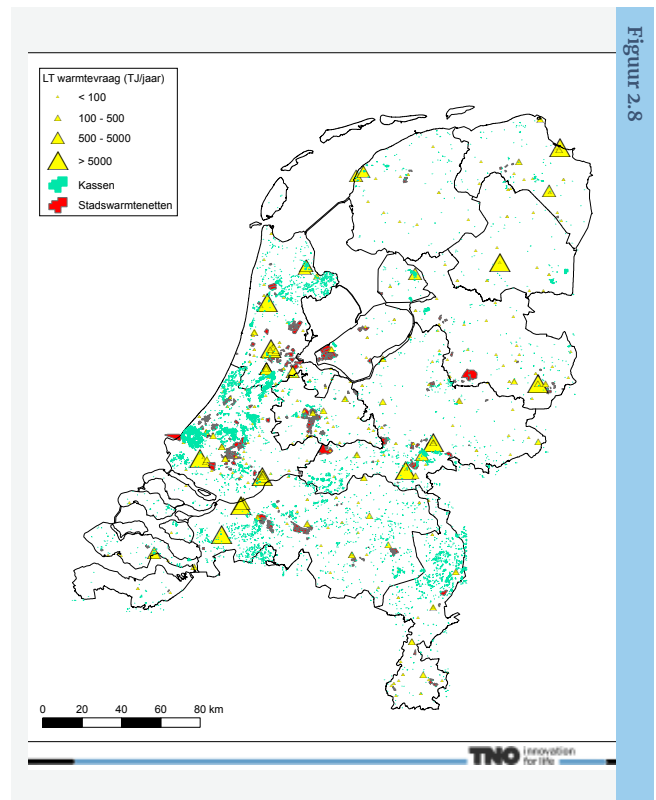 Figuur 2.8
LT warmtevraag (TJ/jaar)
< 100
100 - 500
500 - 5000
> 5000
Kassen
Stadswarmtenetten
0 20 40 60 80 km
TNO innovation
for life